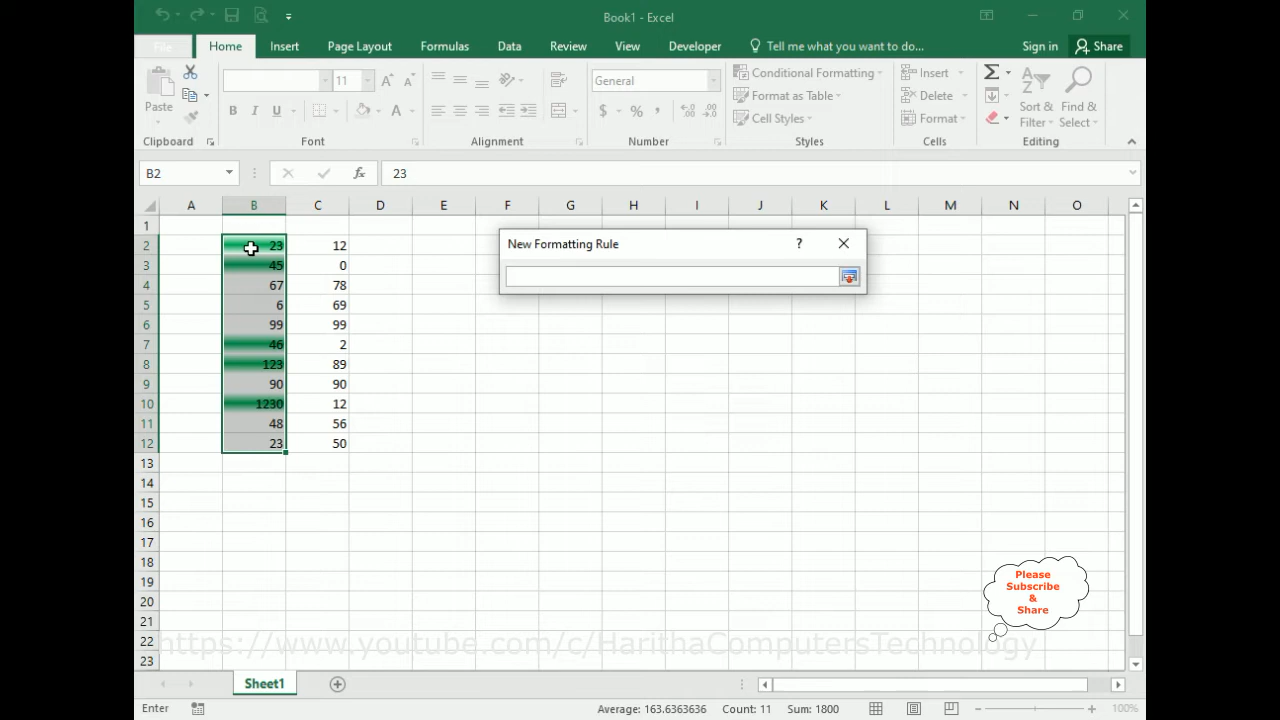 Book1 - Excel
File Home Insert Page Layout Formulas Data Review View Developer Tell me what you want to do... Sign in Share
Paste
11
B I U A
General
$ %
Conditional Formatting
Format as Table
Cell Styles
Insert
Delete
Format
Sort & Filter
Find & Select
Clipboard Font Alignment Number Styles Cells Editing
B2 fx 23
A B C D E F G H I J K L M N O
1
2 23 12
3 45 0
4 67 78
5 6 69
6 99 99
7 46 2
8 123 89
9 90 90
10 1230 12
11 48 56
12 23 50
13
14
15
16
17
18
19
20
21
22
23
New Formatting Rule ?
Please
Subscribe
&
Share
https://www.youtube.com/c/HarithaComputersTechnology
Sheet1
Enter Average: 163.6363636 Count: 11 Sum: 1800 100%